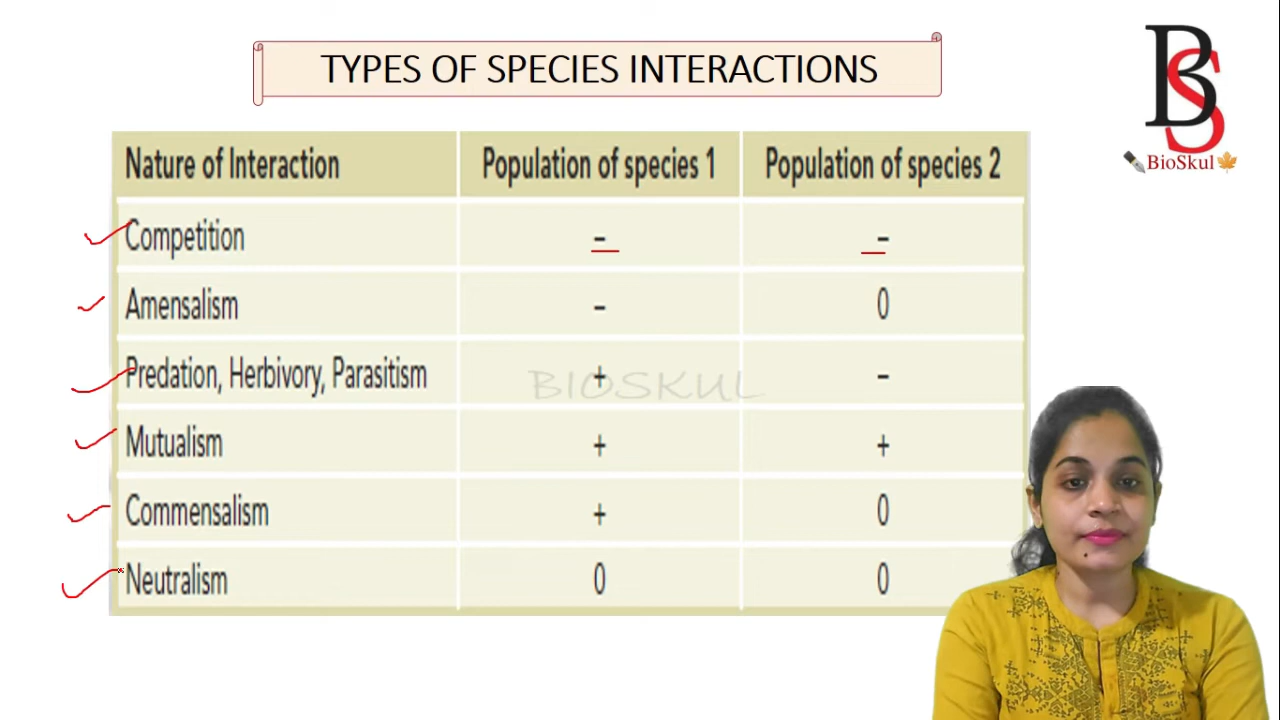 TYPES OF SPECIES INTERACTIONS
BS
BioSkul
Nature of Interaction Population of species 1 Population of species 2
Competition – –
Amensalism – 0
Predation, Herbivory, Parasitism + –
BIOSKUL
Mutualism + +
Commensalism + 0
Neutralism 0 0